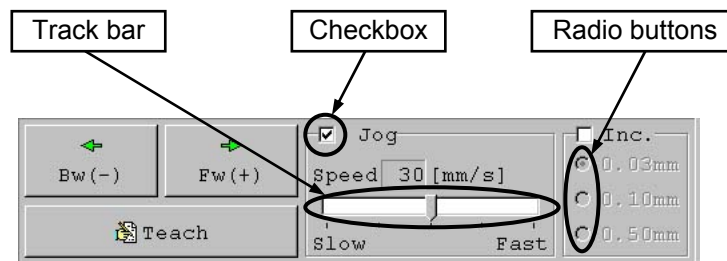 Track bar
Checkbox
Radio buttons
Bw(-)
Fw(+)
Teach
Jog
Speed 30 [mm/s]
Slow Fast
Inc.
0.03mm
0.10mm
0.50mm